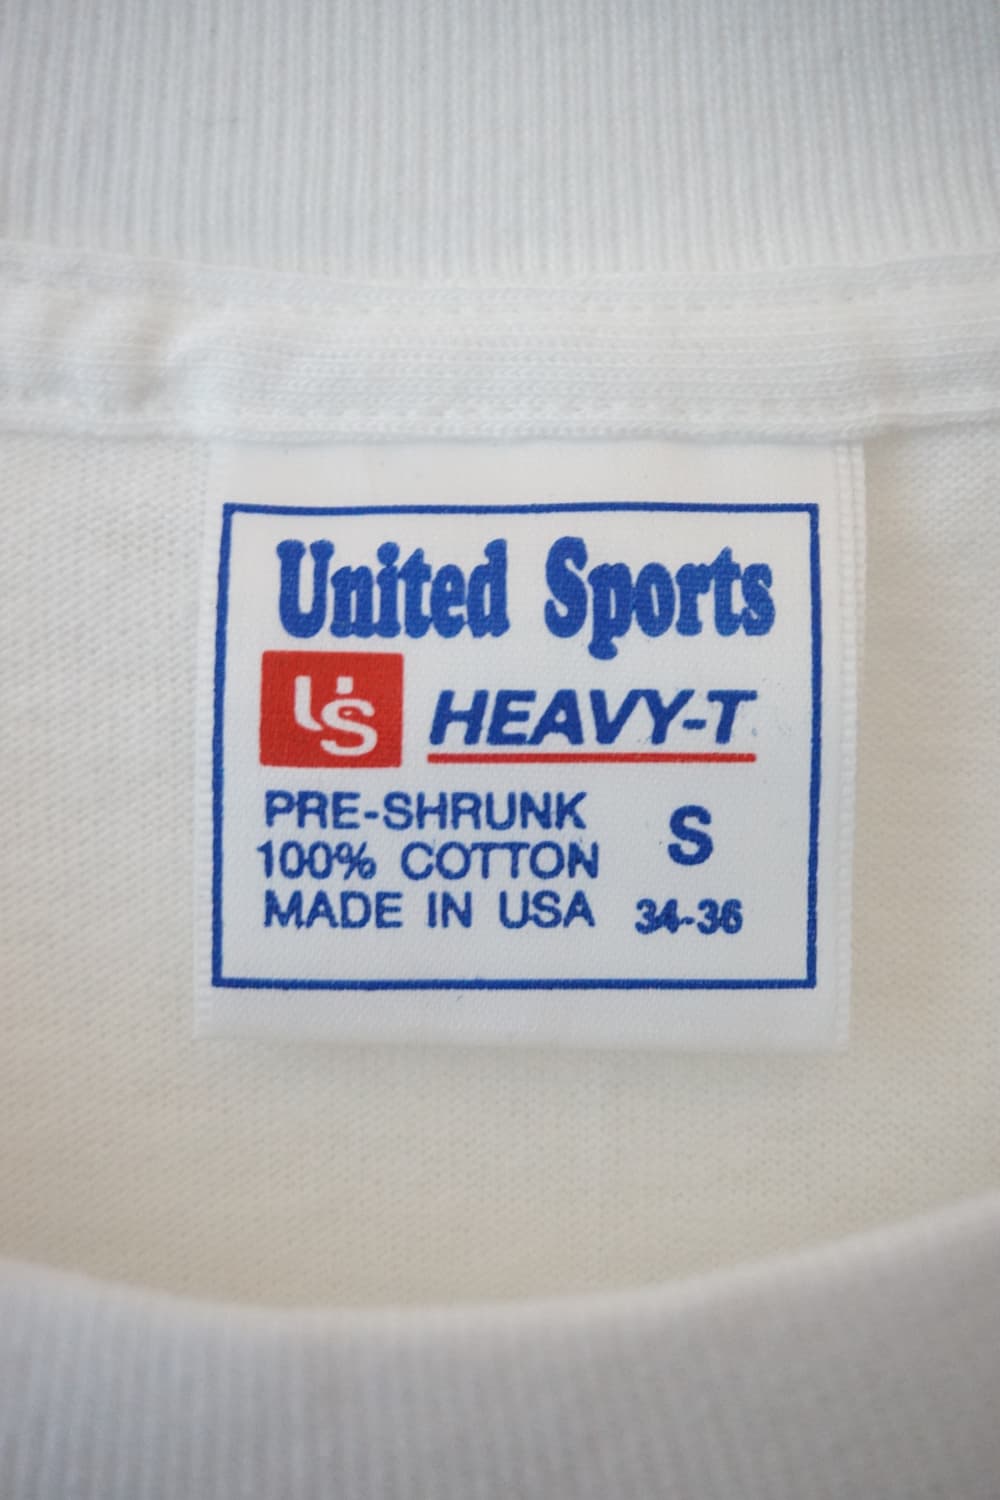 United Sports
US HEAVY-T
PRE-SHRUNK
100% COTTON
MADE IN USA
S
34-36